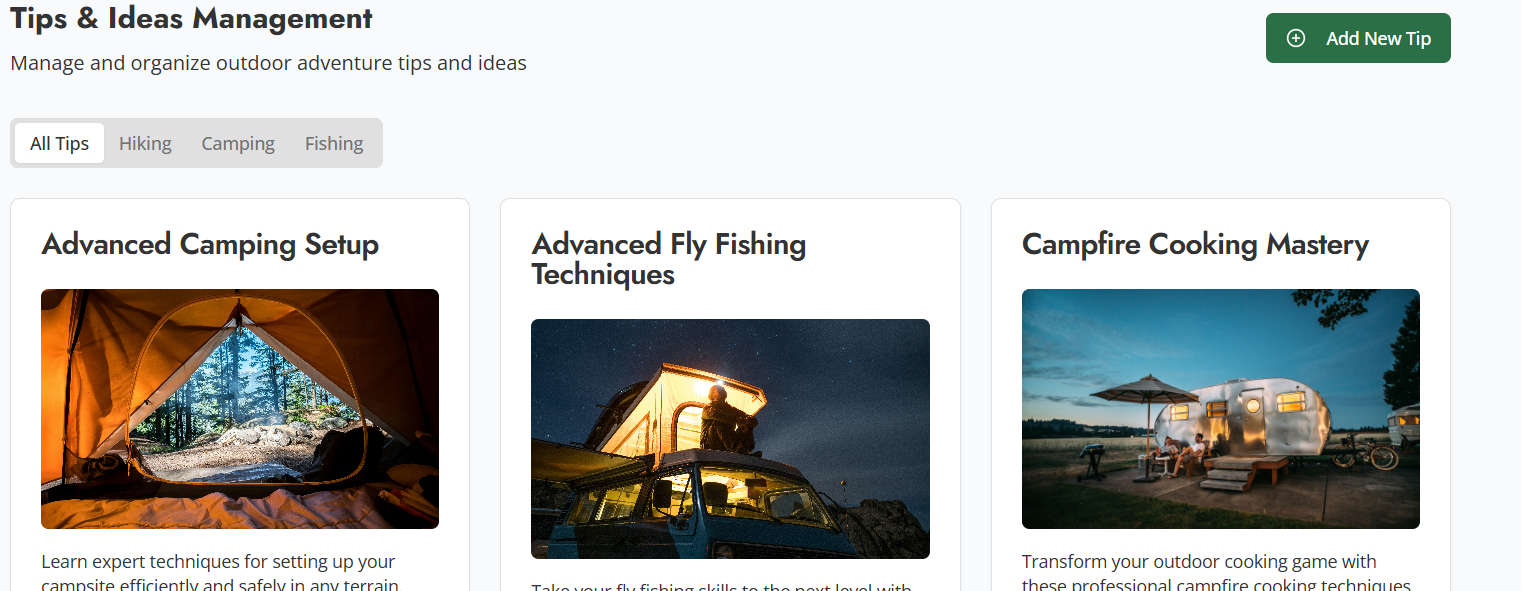 Tips & Ideas Management
Add New Tip
Manage and organize outdoor adventure tips and ideas
All Tips Hiking Camping Fishing
Advanced Camping Setup
Advanced Fly Fishing
Techniques
Campfire Cooking Mastery
Learn expert techniques for setting up your
campsite efficiently and safely in any terrain
Take your fly fishing skills to the next level with
Transform your outdoor cooking game with
these professional campfire cooking techniques